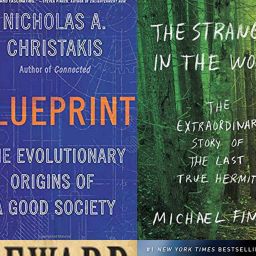 NICHOLAS A.
CHRISTAKIS
Author of Connected
LUEPRINT
E EVOLUTIONARY
ORIGINS OF
A GOOD SOCIETY
THE STRANG
IN THE WO
THE
EXTRAORDINAR
STORY OF
THE LAST
TRUE HERMIT
MICHAEL FIN
#1 NEW YORK TIMES BESTSELL